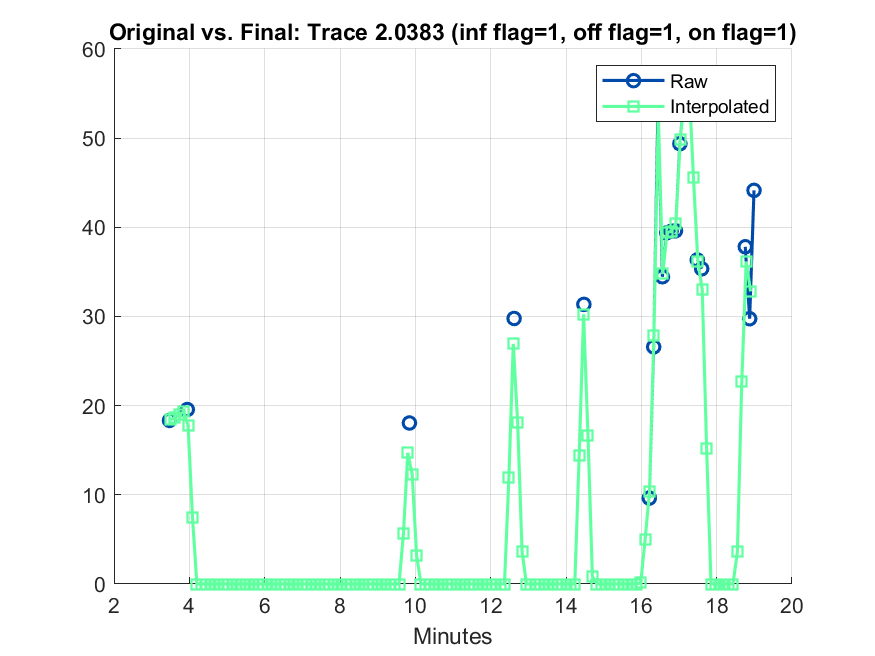 Original vs. Final: Trace 2.0383 (inf flag=1, off flag=1, on flag=1)
60
50
40
30
20
10
0
Raw
Interpolated
2 4 6 8 10 12 14 16 18 20
Minutes